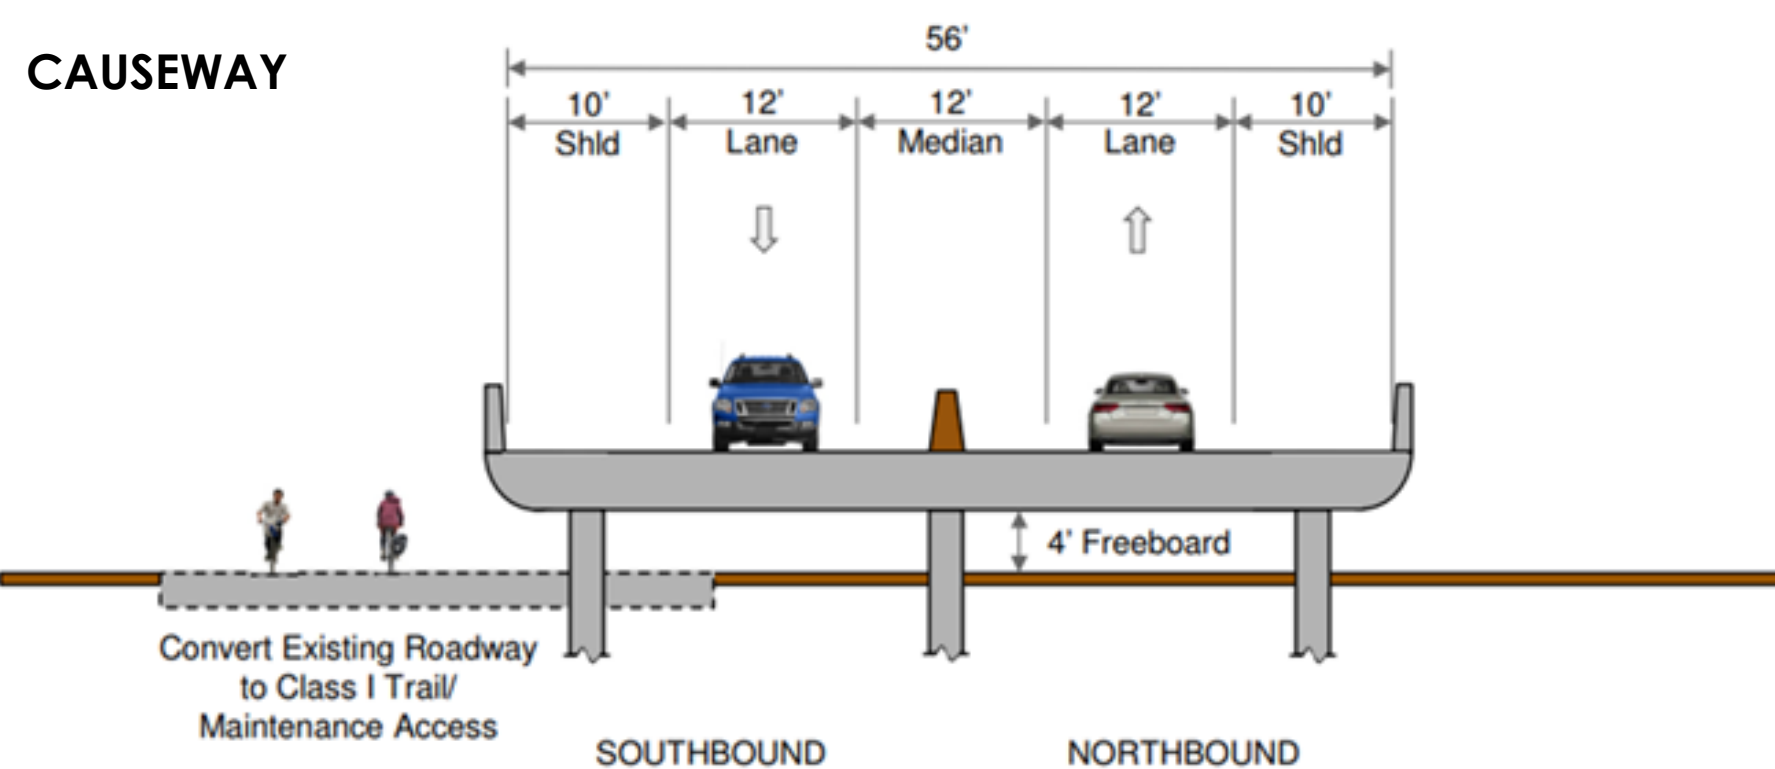 CAUSEWAY
56’
10’ 12’ 12’ 12’ 10’
Shld Lane Median Lane Shld
4’ Freeboard
Convert Existing Roadway
to Class I Trail/
Maintenance Access
SOUTHBOUND NORTHBOUND